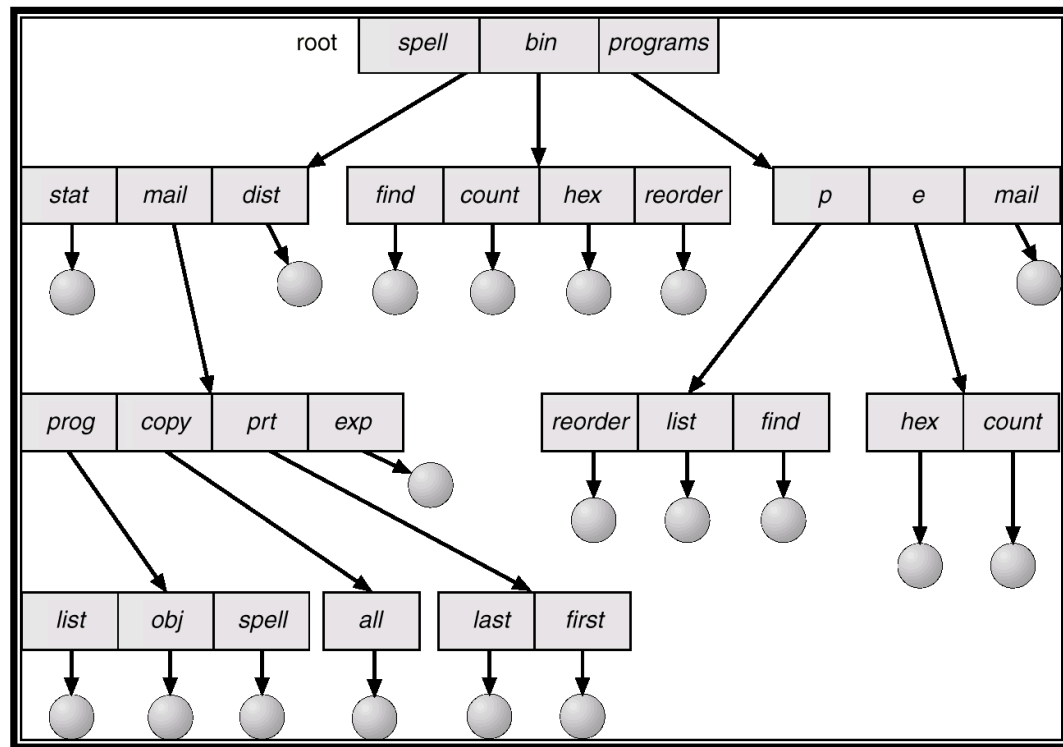 root spell bin programs
stat mail dist find count hex reorder p e mail
prog copy prt exp reorder list find hex count
list obj spell all last first